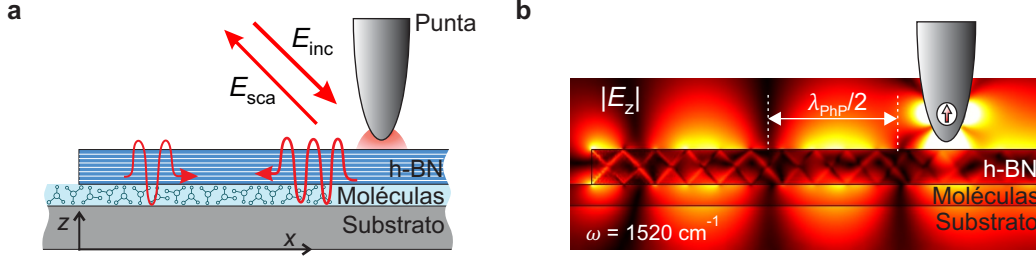 a
Punta
E_inc
E_sca
h-BN
Moléculas
Substrato
z
x
b
|E_z|
λ_PhP/2
h-BN
Moléculas
Substrato
ω = 1520 cm⁻¹